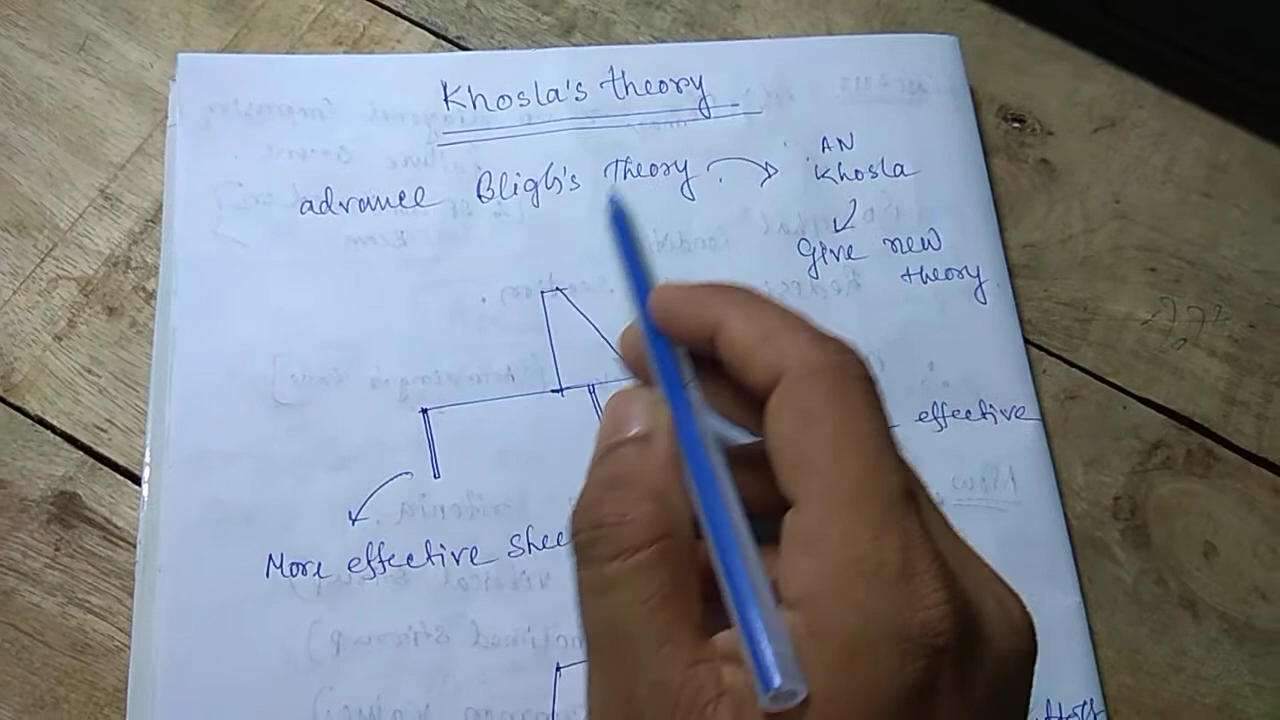 Khosla's theory
advance Bligh's Theory. → AN
Khosla
Give new
theory.
effective
More effective shee